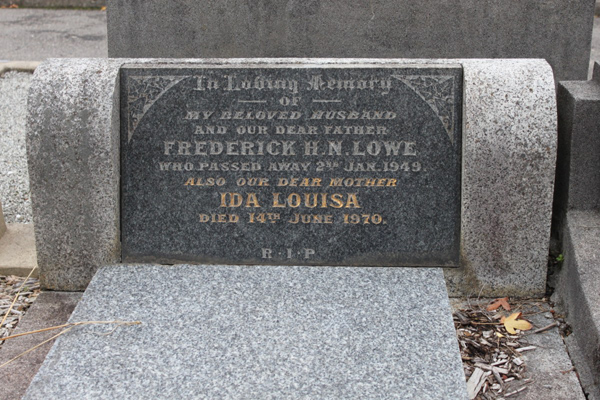 In Loving Memory
OF
MY BELOVED HUSBAND
AND OUR DEAR FATHER
FREDERICK H.N. LOWE
WHO PASSED AWAY 2ND JAN. 1949.
ALSO OUR DEAR MOTHER
IDA LOUISA
DIED 14TH JUNE 1970.
R·I·P